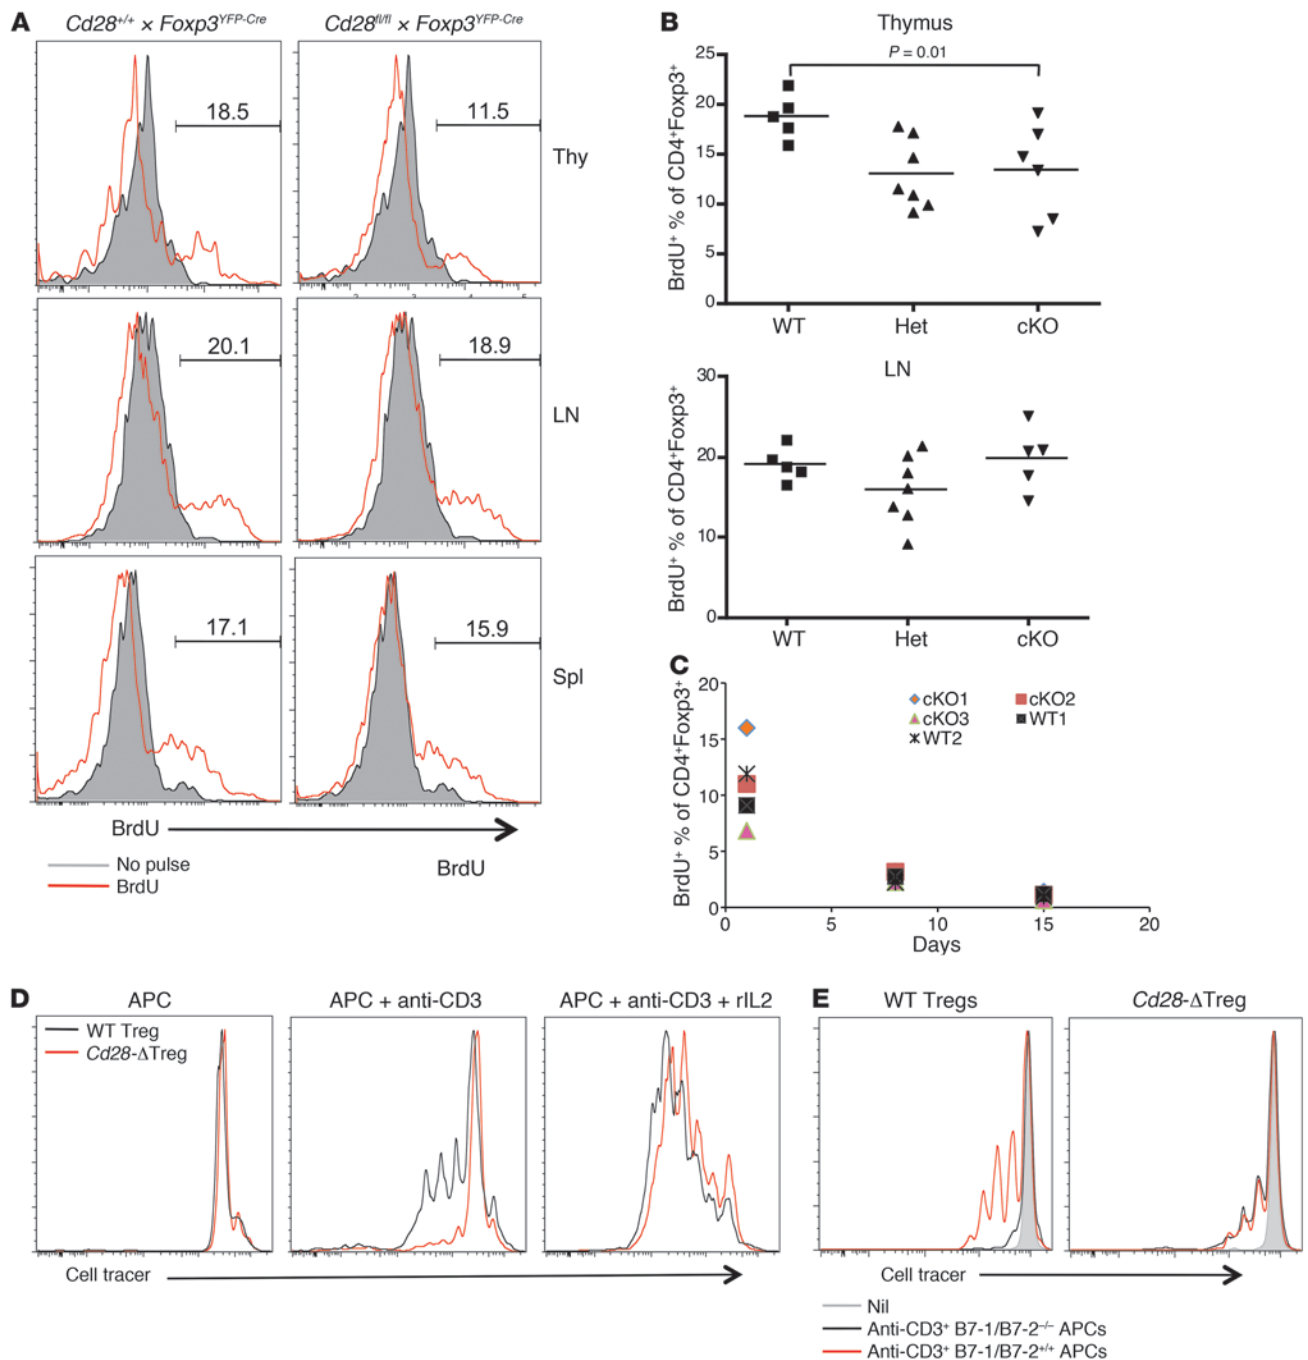 A
Cd28+/+ × Foxp3YFP-Cre
Cd28fl/fl × Foxp3YFP-Cre
18.5
11.5
Thy
20.1
18.9
LN
17.1
15.9
Spl
BrdU
BrdU
No pulse
BrdU
B
Thymus
P = 0.01
BrdU+ % of CD4+Foxp3+
25
20
15
10
5
0
WT Het cKO
LN
BrdU+ % of CD4+Foxp3+
30
20
10
0
WT Het cKO
C
BrdU+ % of CD4+Foxp3+
20
15
10
5
0
cKO1 cKO2
cKO3 WT1
WT2
0 5 10 15 20
Days
D
APC
APC + anti-CD3
APC + anti-CD3 + rIL2
WT Treg
Cd28-ΔTreg
Cell tracer
E
WT Tregs
Cd28-ΔTreg
Cell tracer
Nil
Anti-CD3+ B7-1/B7-2–/– APCs
Anti-CD3+ B7-1/B7-2+/+ APCs